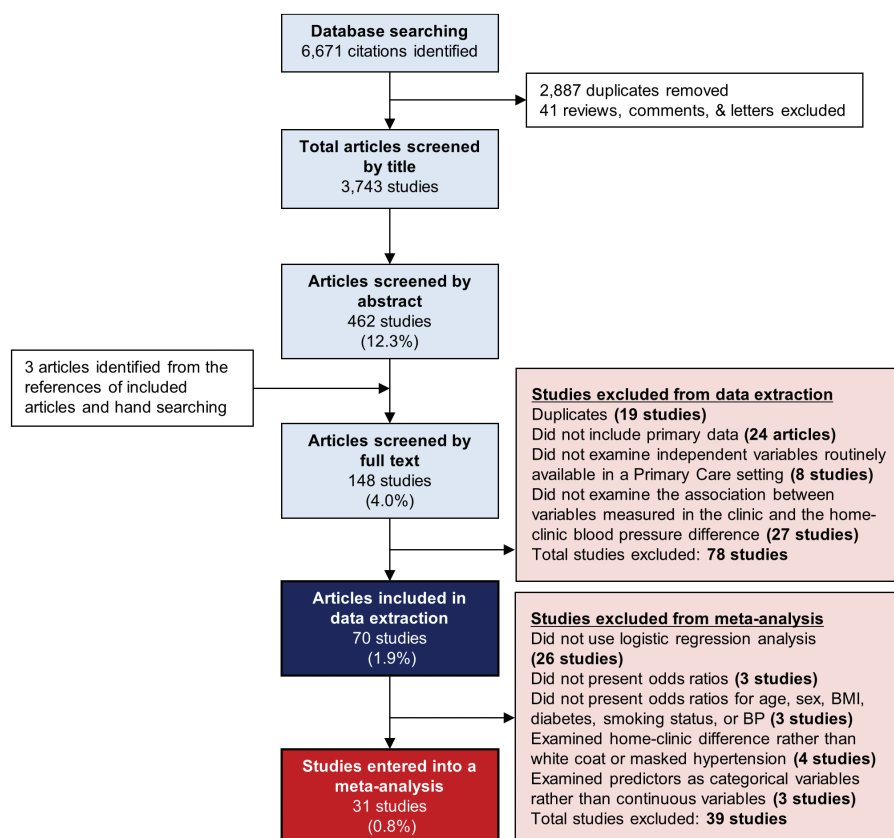 Database searching
6,671 citations identified
2,887 duplicates removed
41 reviews, comments, & letters excluded
Total articles screened
by title
3,743 studies
Articles screened by
abstract
462 studies
(12.3%)
3 articles identified from the
references of included
articles and hand searching
Articles screened by
full text
148 studies
(4.0%)
Studies excluded from data extraction
Duplicates (19 studies)
Did not include primary data (24 articles)
Did not examine independent variables routinely
available in a Primary Care setting (8 studies)
Did not examine the association between
variables measured in the clinic and the home-
clinic blood pressure difference (27 studies)
Total studies excluded: 78 studies
Articles included in
data extraction
70 studies
(1.9%)
Studies excluded from meta-analysis
Did not use logistic regression analysis
(26 studies)
Did not present odds ratios (3 studies)
Did not present odds ratios for age, sex, BMI,
diabetes, smoking status, or BP (3 studies)
Examined home-clinic difference rather than
white coat or masked hypertension (4 studies)
Examined predictors as categorical variables
rather than continuous variables (3 studies)
Total studies excluded: 39 studies
Studies entered into a
meta-analysis
31 studies
(0.8%)